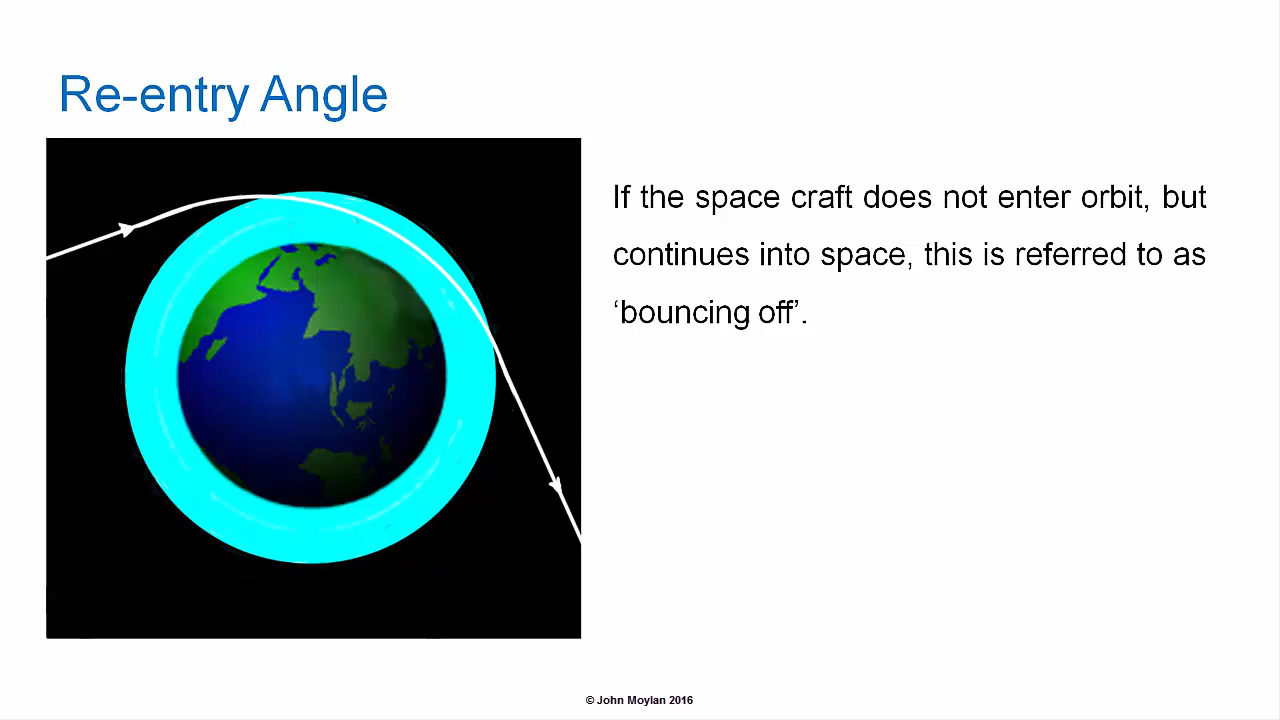 Re-entry Angle
If the space craft does not enter orbit, but
continues into space, this is referred to as
‘bouncing off’.
© John Moylan 2016